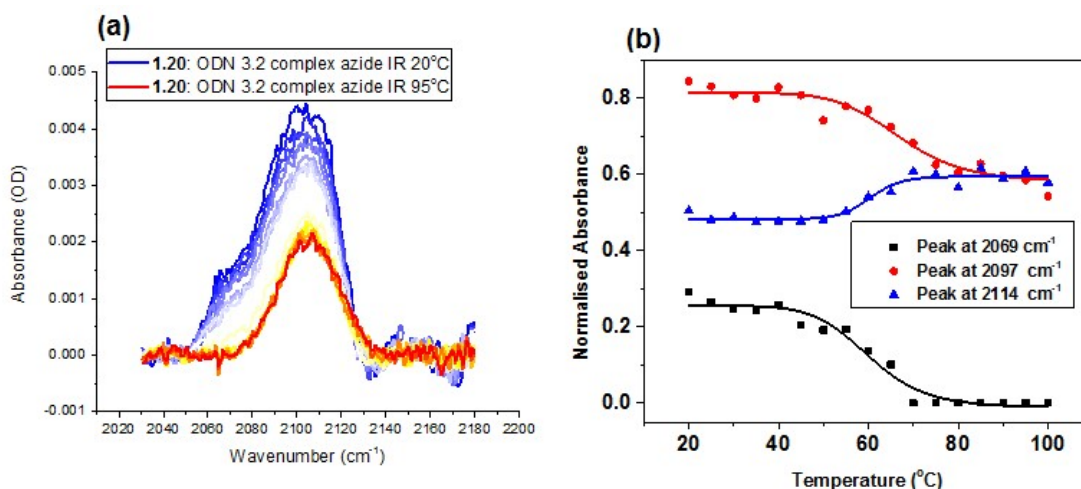 (a)
1.20: ODN 3.2 complex azide IR 20°C
1.20: ODN 3.2 complex azide IR 95°C
0.005
0.004
0.003
0.002
0.001
0.000
-0.001
Absorbance (OD)
2020 2040 2060 2080 2100 2120 2140 2160 2180 2200
Wavenumber (cm⁻¹)
(b)
0.8
0.6
0.4
0.2
0.0
Normalised Absorbance
Peak at 2069 cm⁻¹
Peak at 2097 cm⁻¹
Peak at 2114 cm⁻¹
20 40 60 80 100
Temperature (°C)